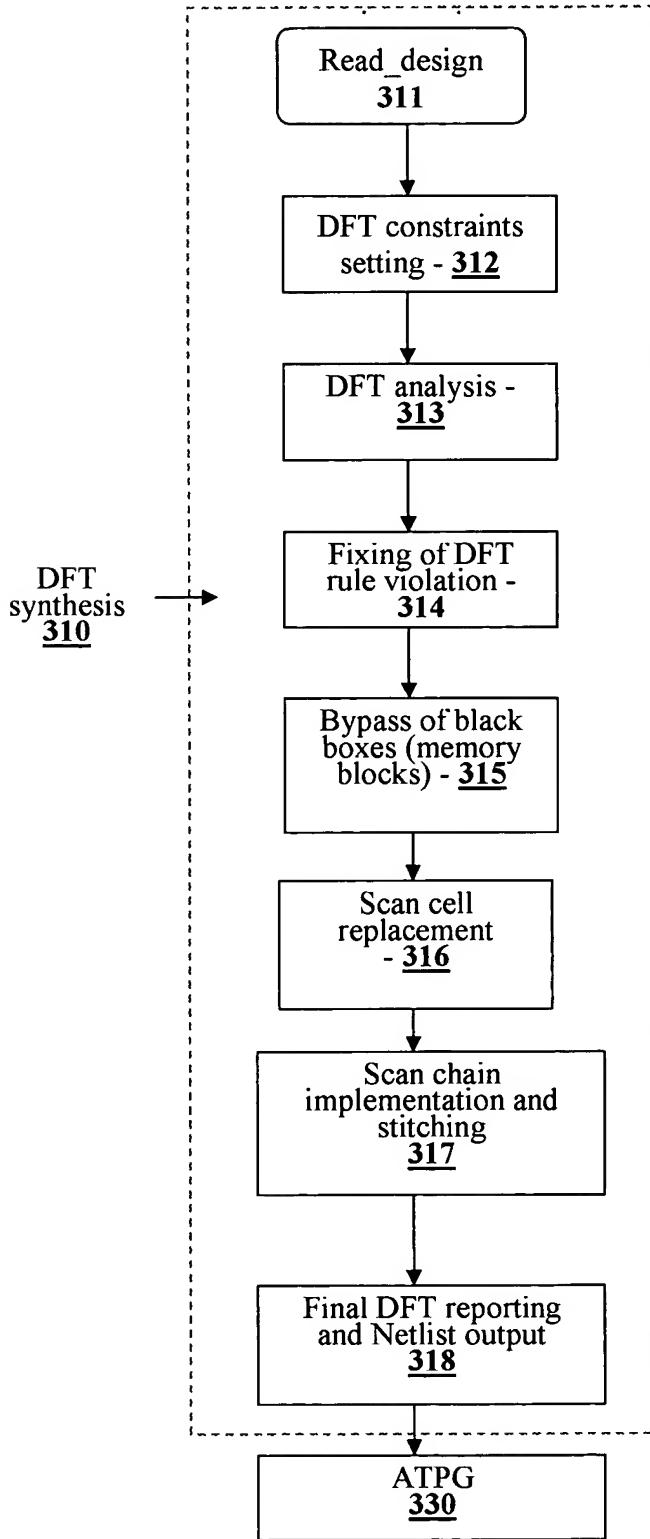 Read_design
311
DFT constraints
setting - 312
DFT analysis -
313
Fixing of DFT
rule violation -
314
DFT
synthesis
310
Bypass of black
boxes (memory
blocks) - 315
Scan cell
replacement
- 316
Scan chain
implementation and
stitching
317
Final DFT reporting
and Netlist output
318
ATPG
330